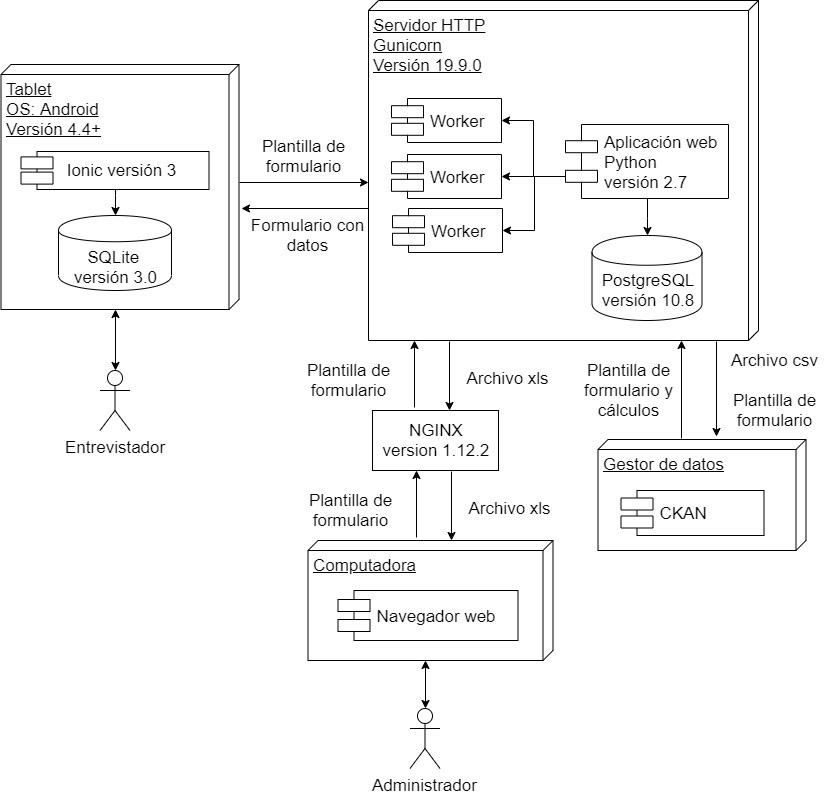 Servidor HTTP
Gunicorn
Versión 19.9.0
Tablet
OS: Android
Versión 4.4+
Ionic versión 3
SQLite
versión 3.0
Plantilla de
formulario
Formulario con
datos
Worker
Worker
Worker
Aplicación web
Python
versión 2.7
PostgreSQL
versión 10.8
Entrevistador
Plantilla de
formulario
Archivo xls
Plantilla de
formulario y
cálculos
Archivo csv
Plantilla de
formulario
NGINX
version 1.12.2
Gestor de datos
CKAN
Plantilla de
formulario
Archivo xls
Computadora
Navegador web
Administrador